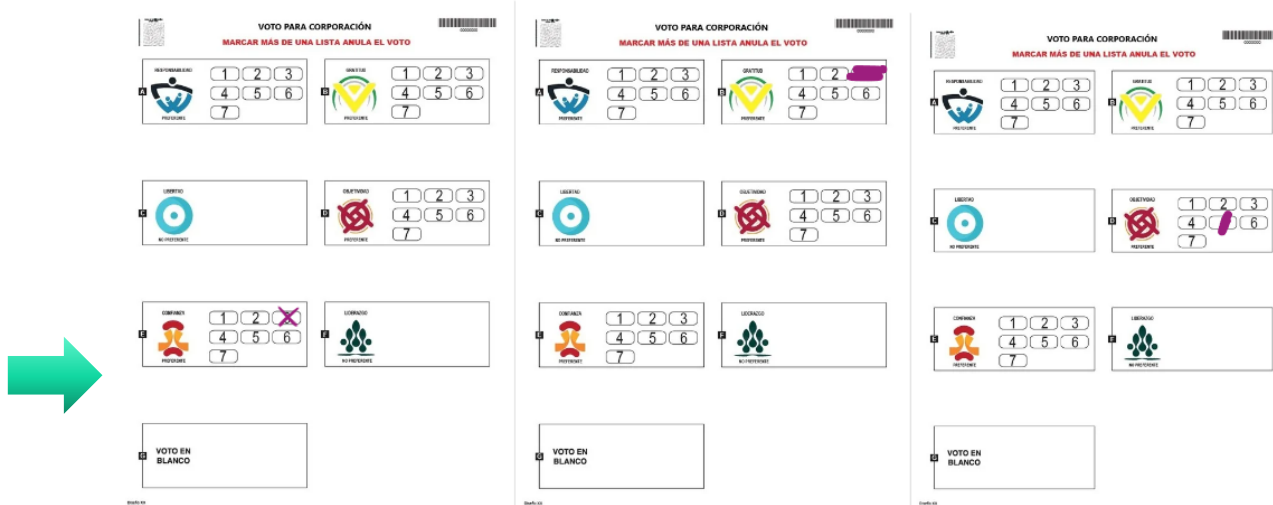 VOTO PARA CORPORACIÓN
00000000
MARCAR MÁS DE UNA LISTA ANULA EL VOTO
A
RESPONSABILIDAD
PREFERENTE
1 2 3
4 5 6
7
B
GRATITUD
PREFERENTE
1 2 3
4 5 6
7
C
LIBERTAD
NO PREFERENTE
D
OBJETIVIDAD
PREFERENTE
1 2 3
4 5 6
7
E
CONFIANZA
PREFERENTE
1 2
4 5 6
7
F
LIDERAZGO
NO PREFERENTE
G
VOTO EN
BLANCO
VOTO PARA CORPORACIÓN
00000000
MARCAR MÁS DE UNA LISTA ANULA EL VOTO
A
RESPONSABILIDAD
PREFERENTE
1 2 3
4 5 6
7
B
GRATITUD
PREFERENTE
1 2
4 5 6
7
C
LIBERTAD
NO PREFERENTE
D
OBJETIVIDAD
PREFERENTE
1 2 3
4 5 6
7
E
CONFIANZA
PREFERENTE
1 2 3
4 5 6
7
F
LIDERAZGO
NO PREFERENTE
G
VOTO EN
BLANCO
VOTO PARA CORPORACIÓN
00000000
MARCAR MÁS DE UNA LISTA ANULA EL VOTO
A
RESPONSABILIDAD
PREFERENTE
1 2 3
4 5 6
7
B
GRATITUD
PREFERENTE
1 2 3
4 5 6
7
C
LIBERTAD
NO PREFERENTE
D
OBJETIVIDAD
PREFERENTE
1 2 3
4 6
7
E
CONFIANZA
PREFERENTE
1 2 3
4 5 6
7
F
LIDERAZGO
NO PREFERENTE
G
VOTO EN
BLANCO